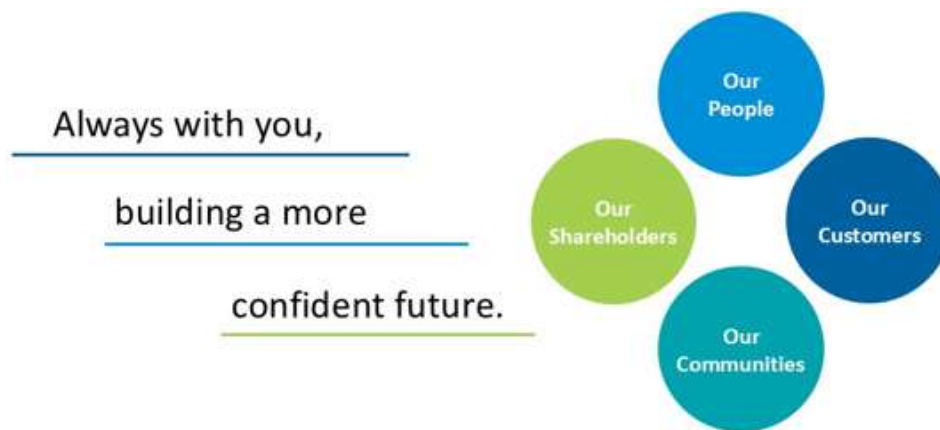 Always with you,
building a more
confident future.
Our
People
Our
Shareholders
Our
Customers
Our
Communities